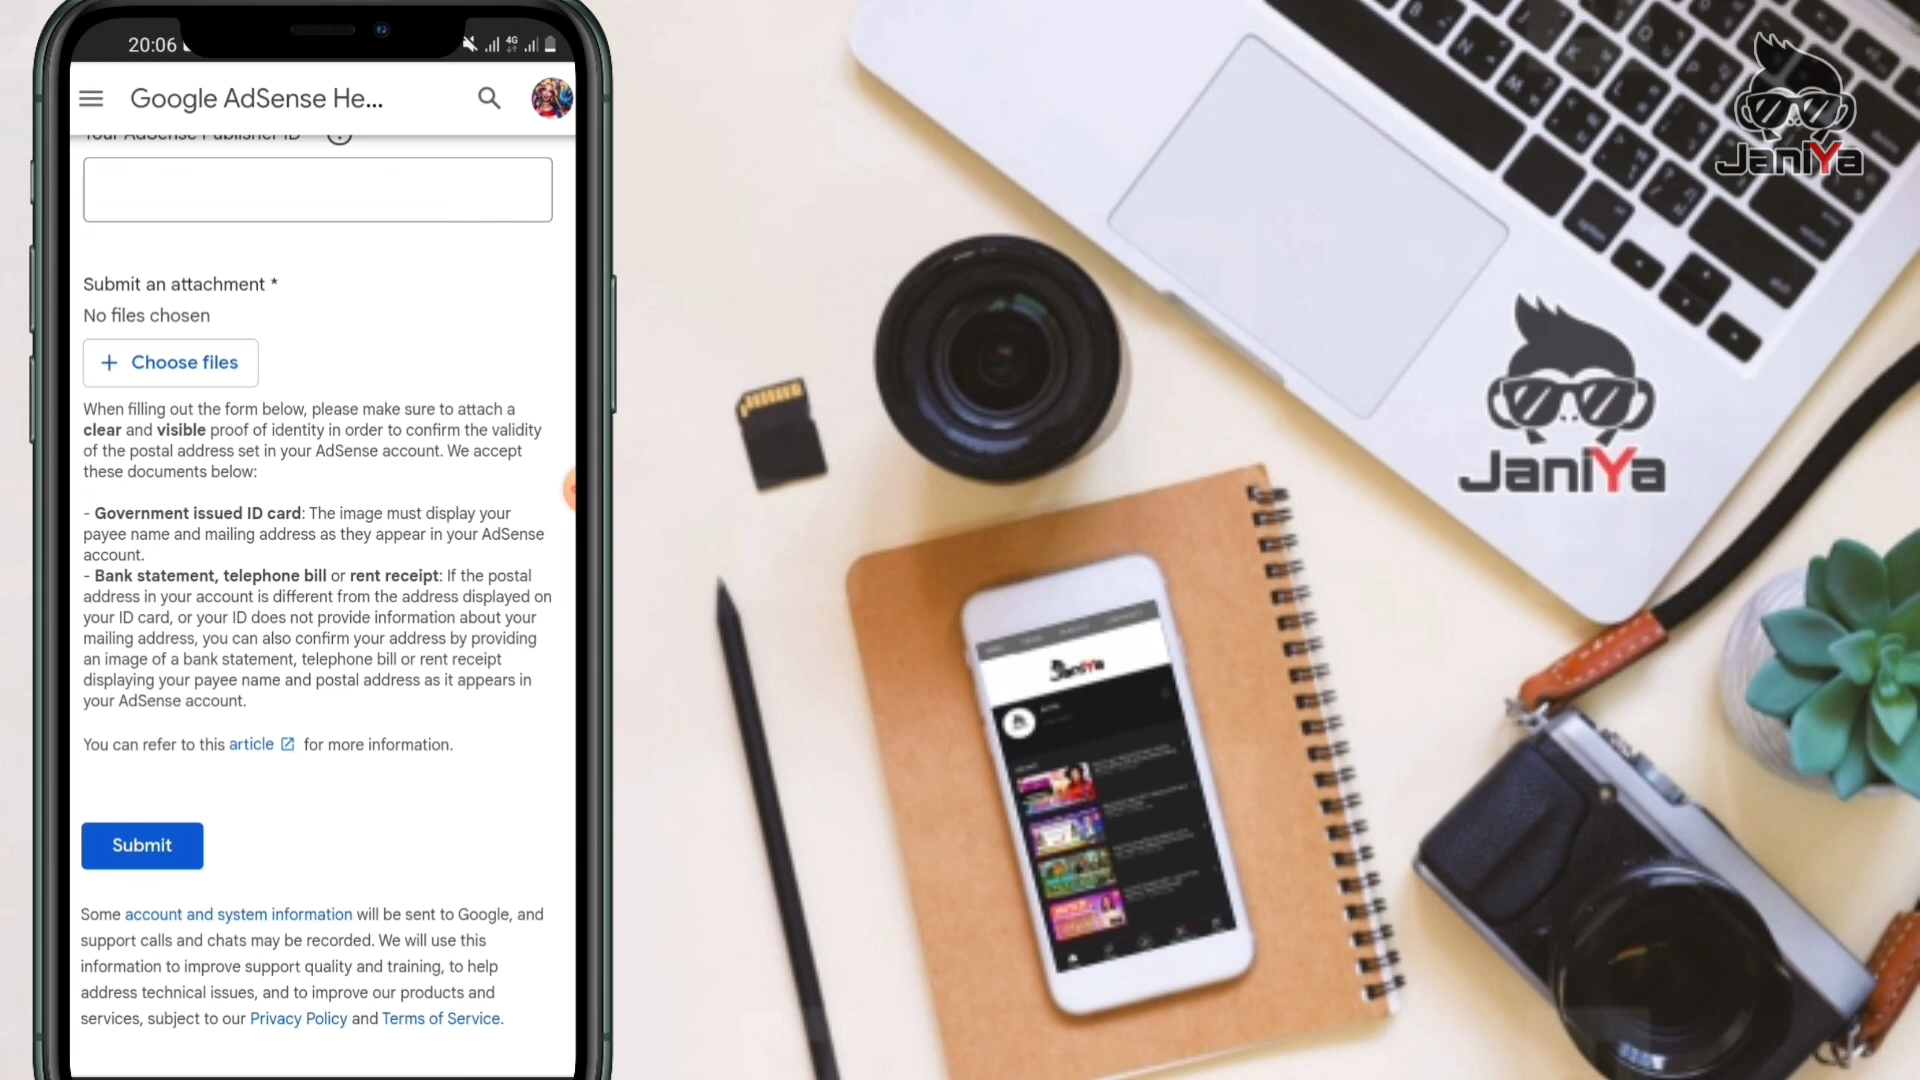 20:06
4G
Google AdSense He...
Submit an attachment *
No files chosen
+ Choose files
When filling out the form below, please make sure to attach a
clear and visible proof of identity in order to confirm the validity
of the postal address set in your AdSense account. We accept
these documents below:
- Government issued ID card: The image must display your
payee name and mailing address as they appear in your AdSense
account.
- Bank statement, telephone bill or rent receipt: If the postal
address in your account is different from the address displayed on
your ID card, or your ID does not provide information about your
mailing address, you can also confirm your address by providing
an image of a bank statement, telephone bill or rent receipt
displaying your payee name and postal address as it appears in
your AdSense account.
You can refer to this article for more information.
Submit
Some account and system information will be sent to Google, and
support calls and chats may be recorded. We will use this
information to improve support quality and training, to help
address technical issues, and to improve our products and
services, subject to our Privacy Policy and Terms of Service.
JaniYa
JaniYa
JaniYa